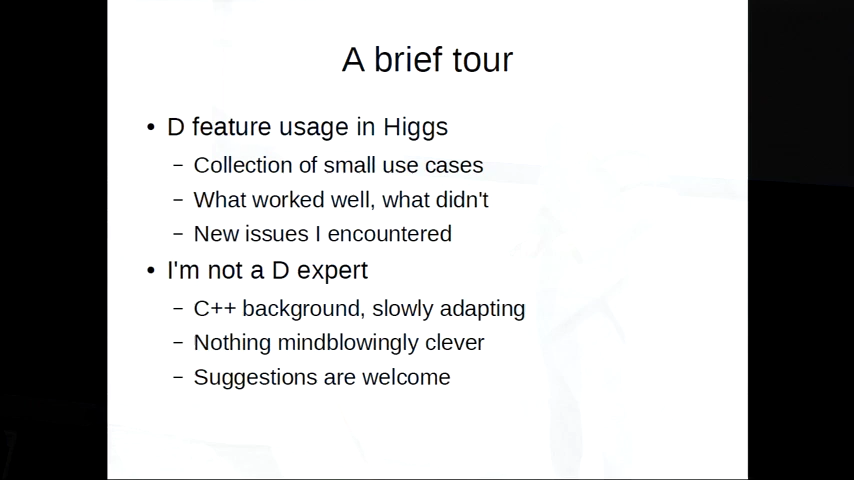 A brief tour
• D feature usage in Higgs
– Collection of small use cases
– What worked well, what didn't
– New issues I encountered
• I'm not a D expert
– C++ background, slowly adapting
– Nothing mindblowingly clever
– Suggestions are welcome